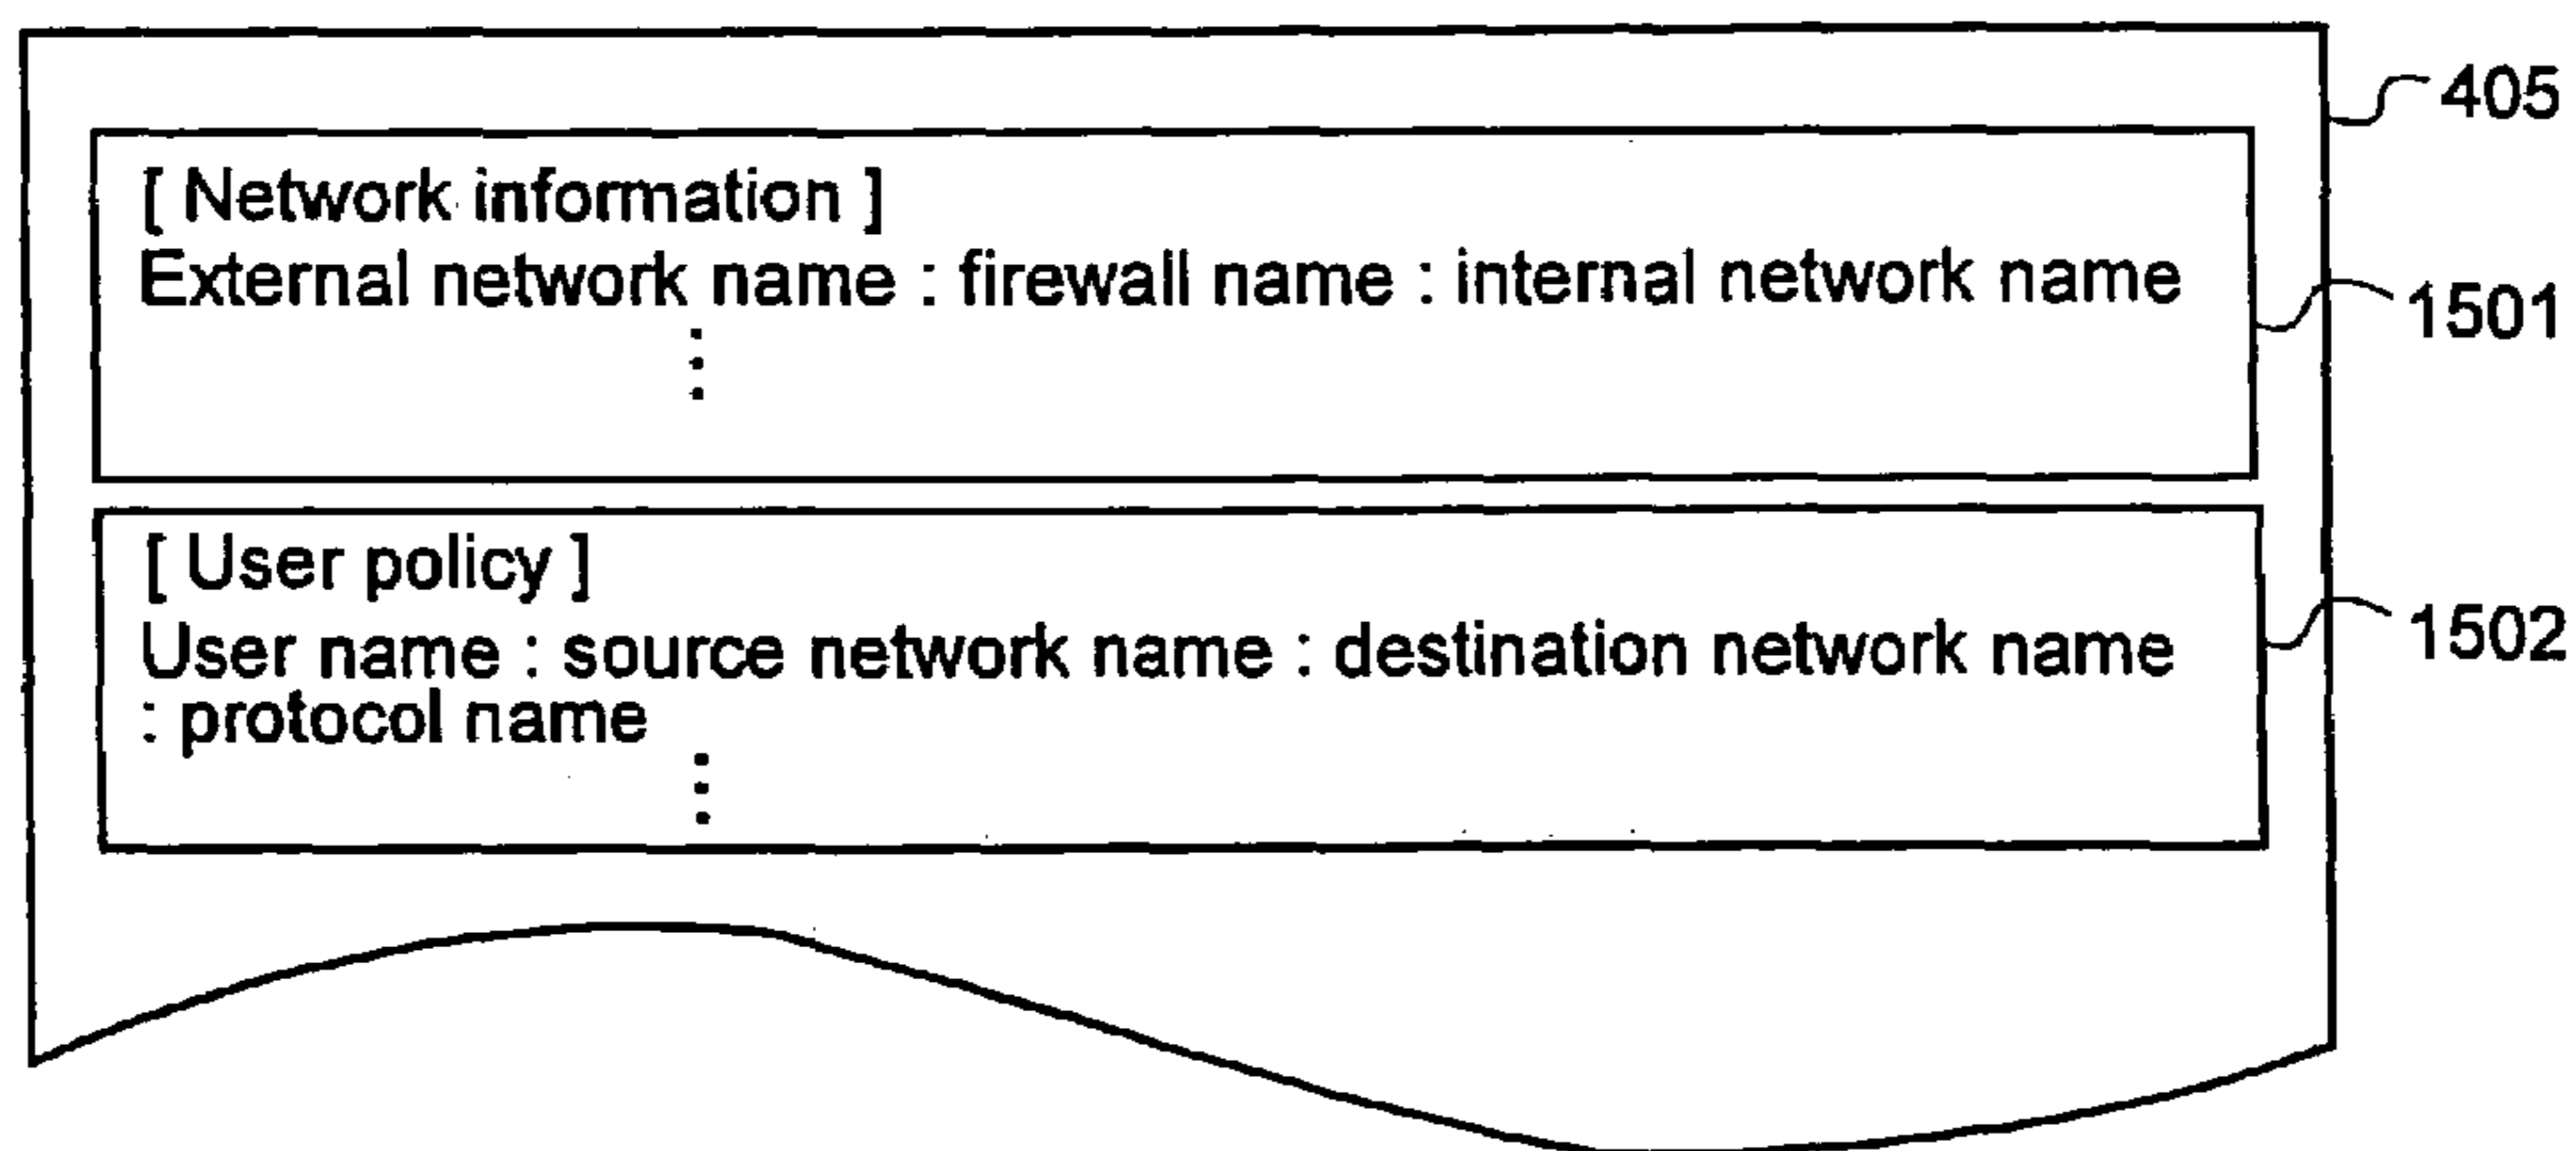 405
[ Network information ]
External network name : firewall name : internal network name
1501
[ User policy ]
User name : source network name : destination network name
1502
: protocol name